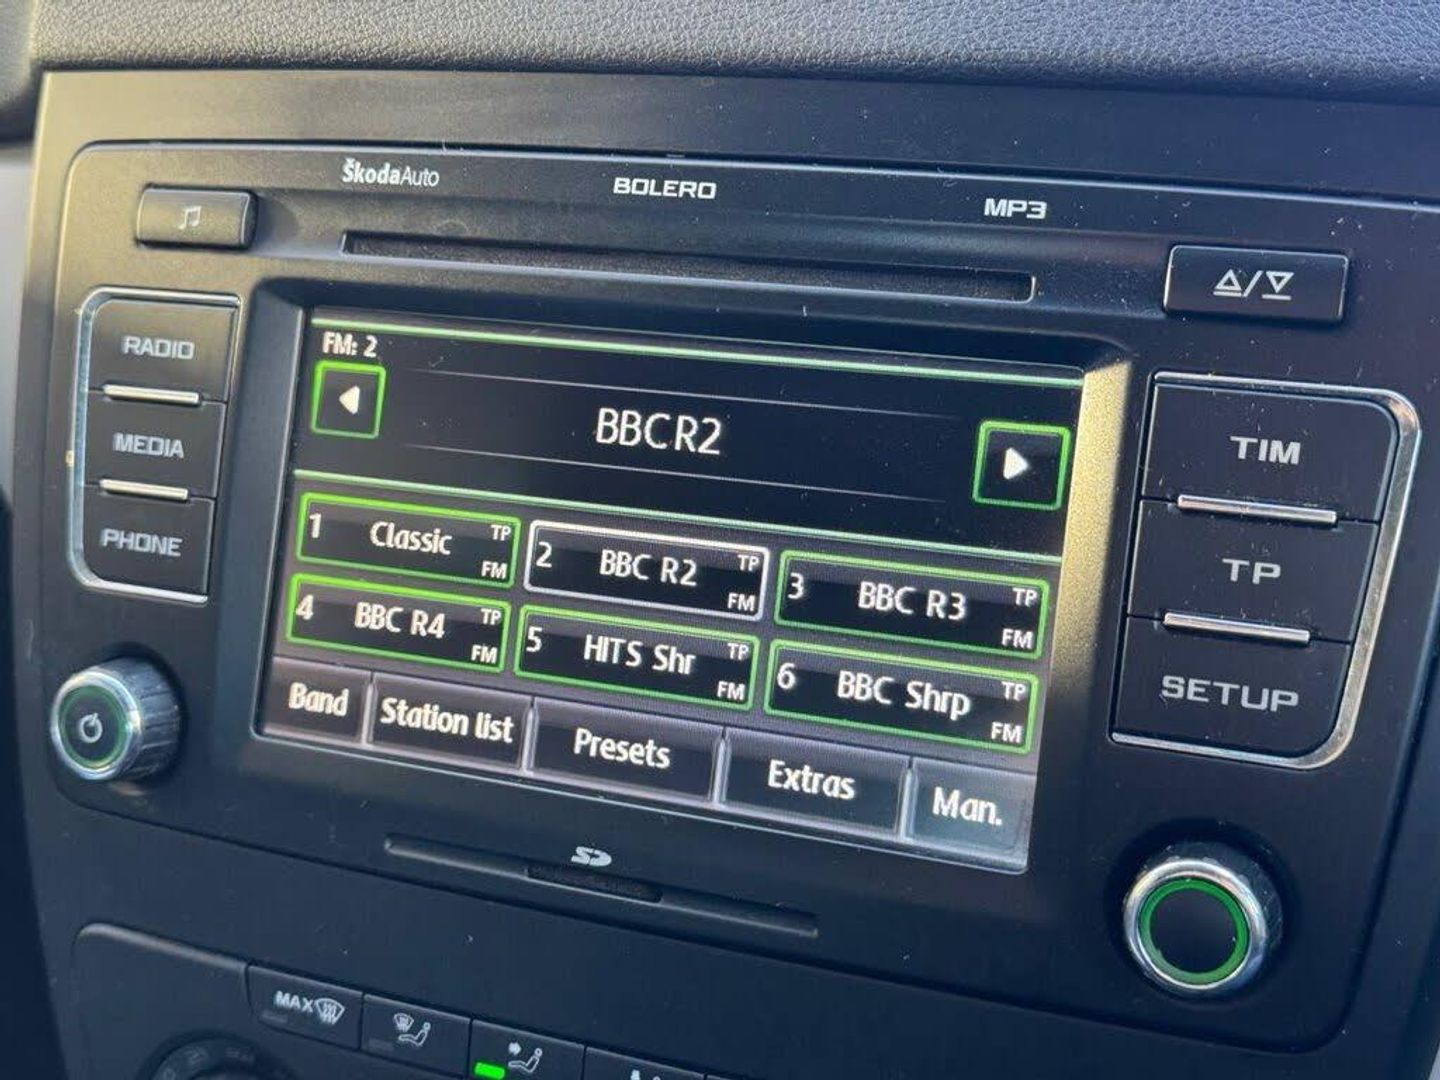 ŠkodaAuto
BOLERO
MP3
RADIO
MEDIA
PHONE
FM: 2
BBC R2
1 Classic TP FM
2 BBC R2 TP FM
3 BBC R3 TP FM
4 BBC R4 TP FM
5 HITS Shr TP FM
6 BBC Shrp TP FM
Band
Station list
Presets
Extras
Man.
TIM
TP
SETUP
SD
MAX